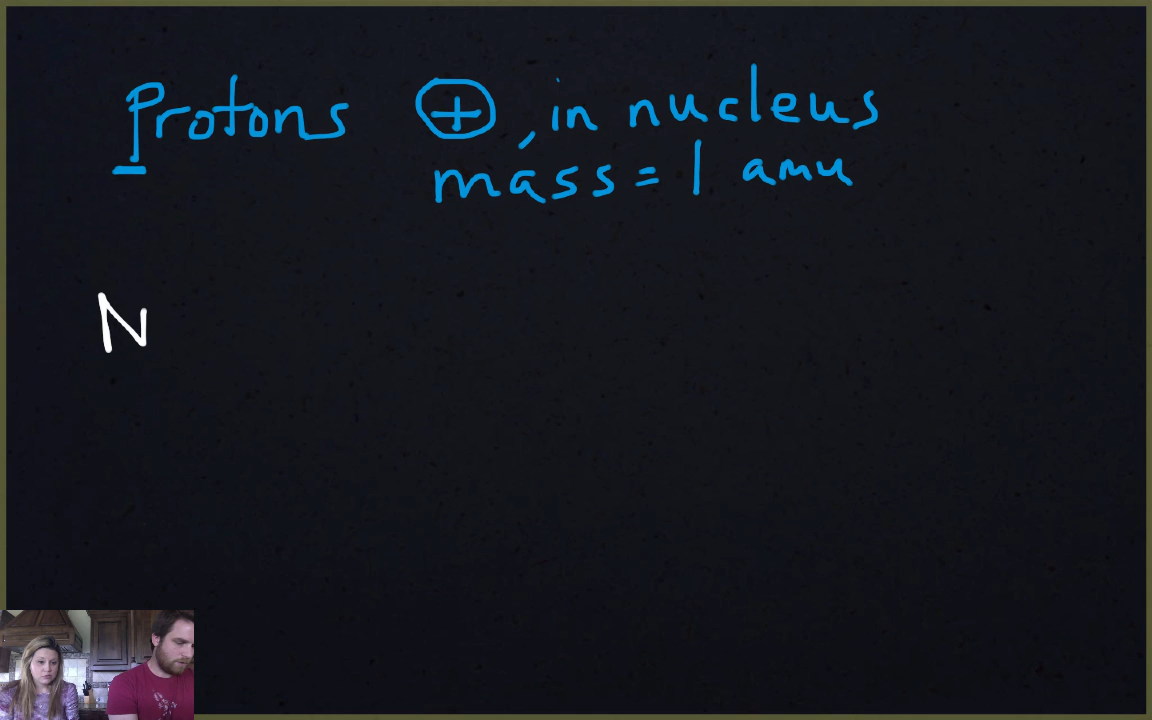 Protons + , in nucleus
mass = 1 amu
N